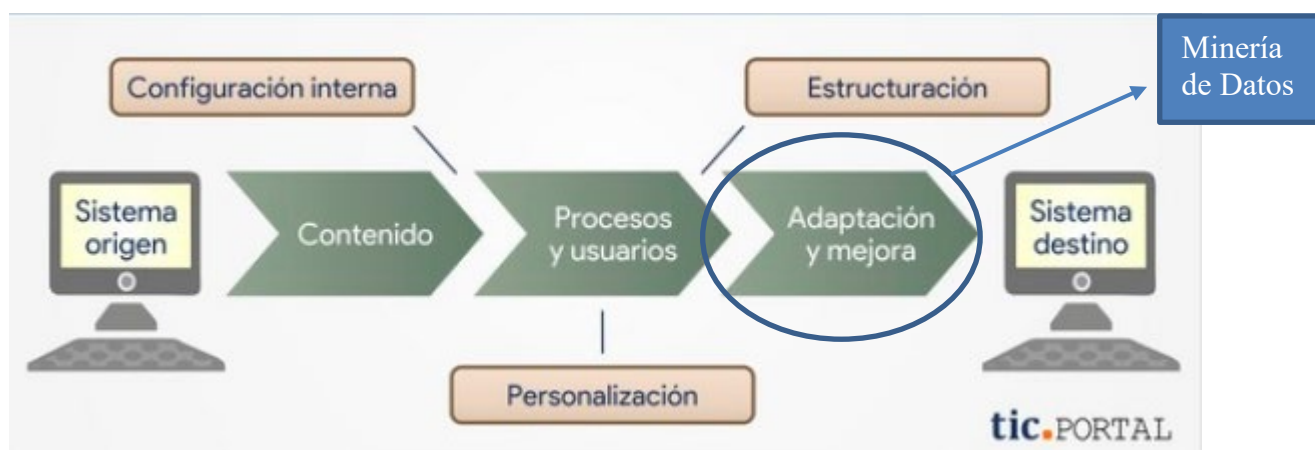 Minería
de Datos
Configuración interna
Estructuración
Sistema
origen
Contenido
Procesos
y usuarios
Adaptación
y mejora
Sistema
destino
Personalización
tic.PORTAL